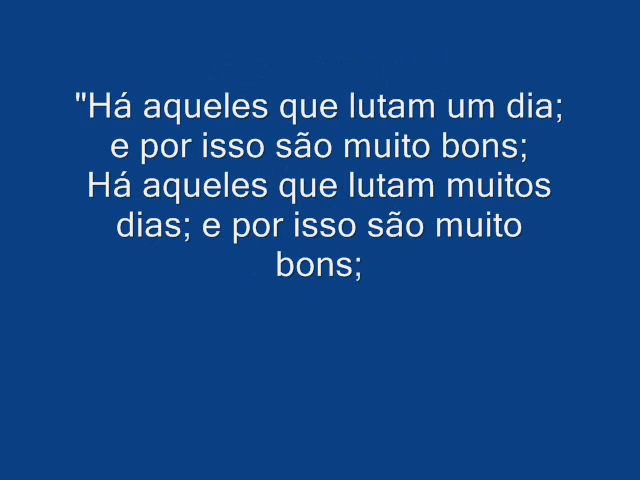 "Há aqueles que lutam um dia;
e por isso são muito bons;
Há aqueles que lutam muitos
dias; e por isso são muito
bons;